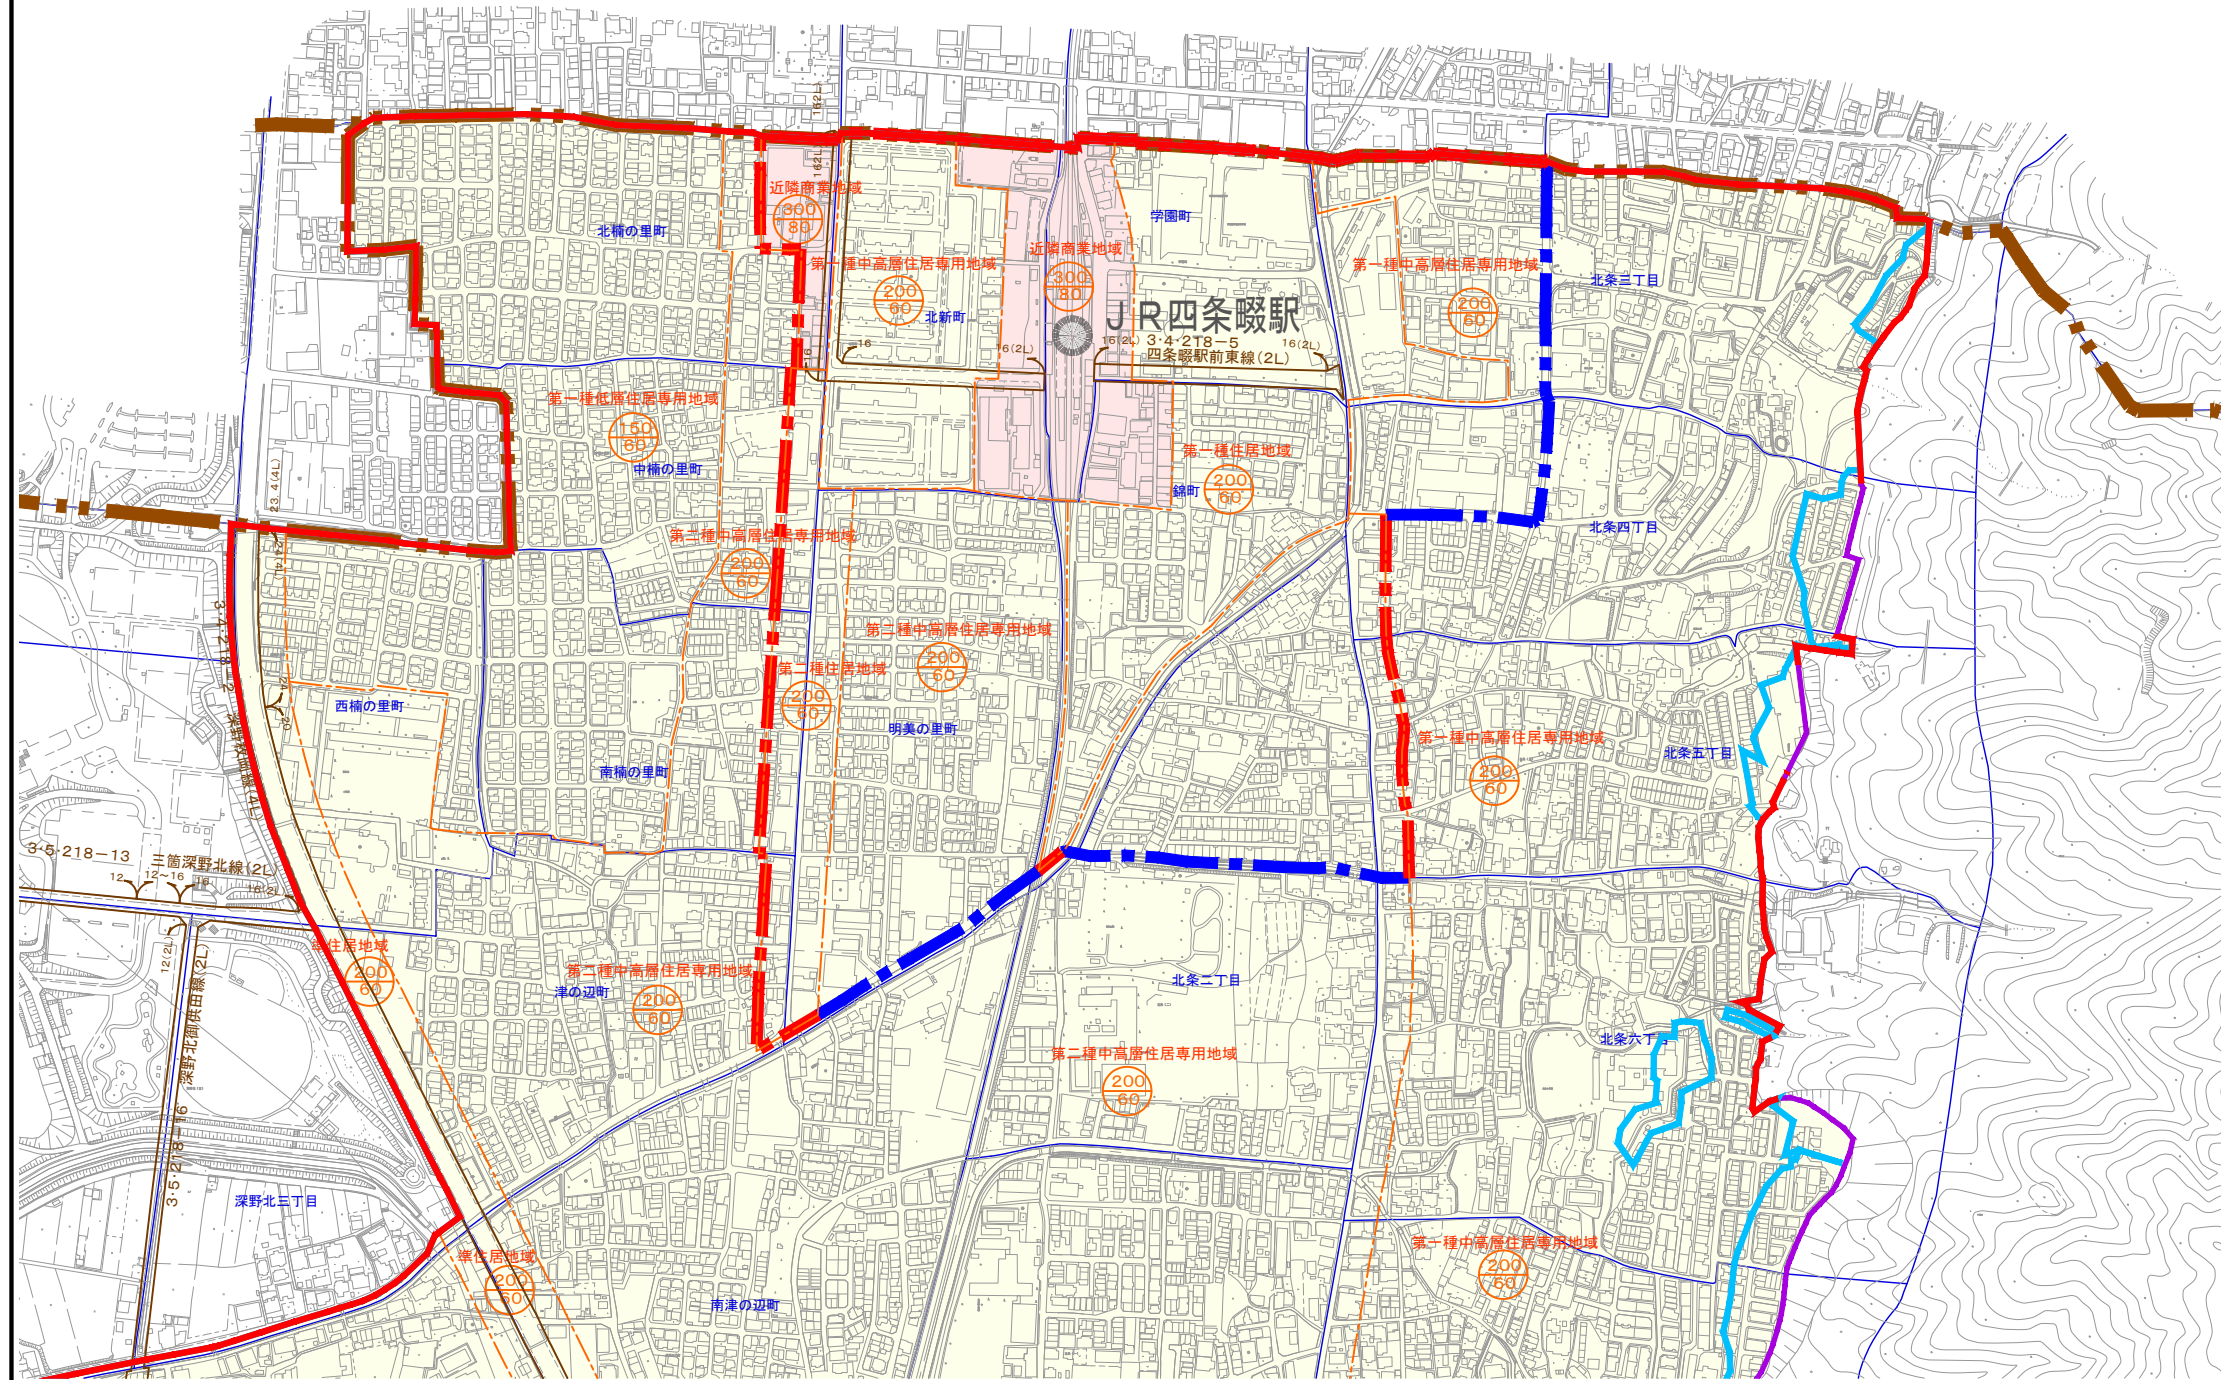 16(2L)
16(2L)
近隣商業地域
300
80
北楠の里町
学園町
近隣商業地域
300
80
第一種中高層住居専用地域
200
60
北新町
第一種中高層住居専用地域
200
60
北条三丁目
JR四条畷駅
16
16
16(2L)
16(2L)
3・4・218−5
四条畷駅前東線(2L)
16(2L)
第一種低層住居専用地域
150
60
中楠の里町
第一種住居地域
200
60
錦町
23.4(4L)
北条四丁目
第二種中高層住居専用地域
200
60
第二種中高層住居専用地域
200
60
3・4・218−2
第二種住居地域
200
60
西楠の里町
24
20
明美の里町
第一種中高層住居専用地域
200
60
北条五丁目
南楠の里町
3・5・218−13
三箇深野北線(2L)
12
12〜16
16
16(2L)
準住居地域
200
60
12(2L)
深野北御供田線(2L)
3・5・218−16
第二種中高層住居専用地域
200
60
津の辺町
北条二丁目
北条六丁目
第二種中高層住居専用地域
200
60
深野北三丁目
準住居地域
200
60
第一種中高層住居専用地域
200
60
南津の辺町